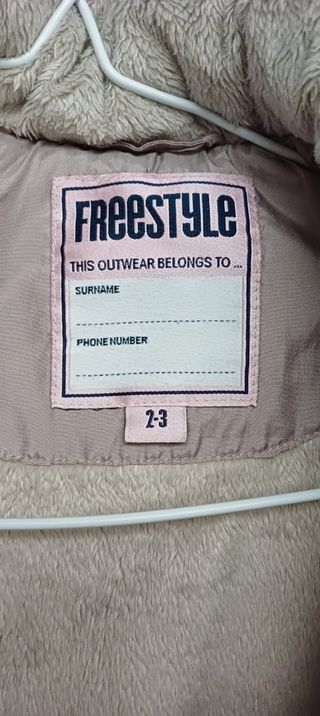 FReeSTYLe
THIS OUTWEAR BELONGS TO ...
SURNAME
PHONE NUMBER
2-3